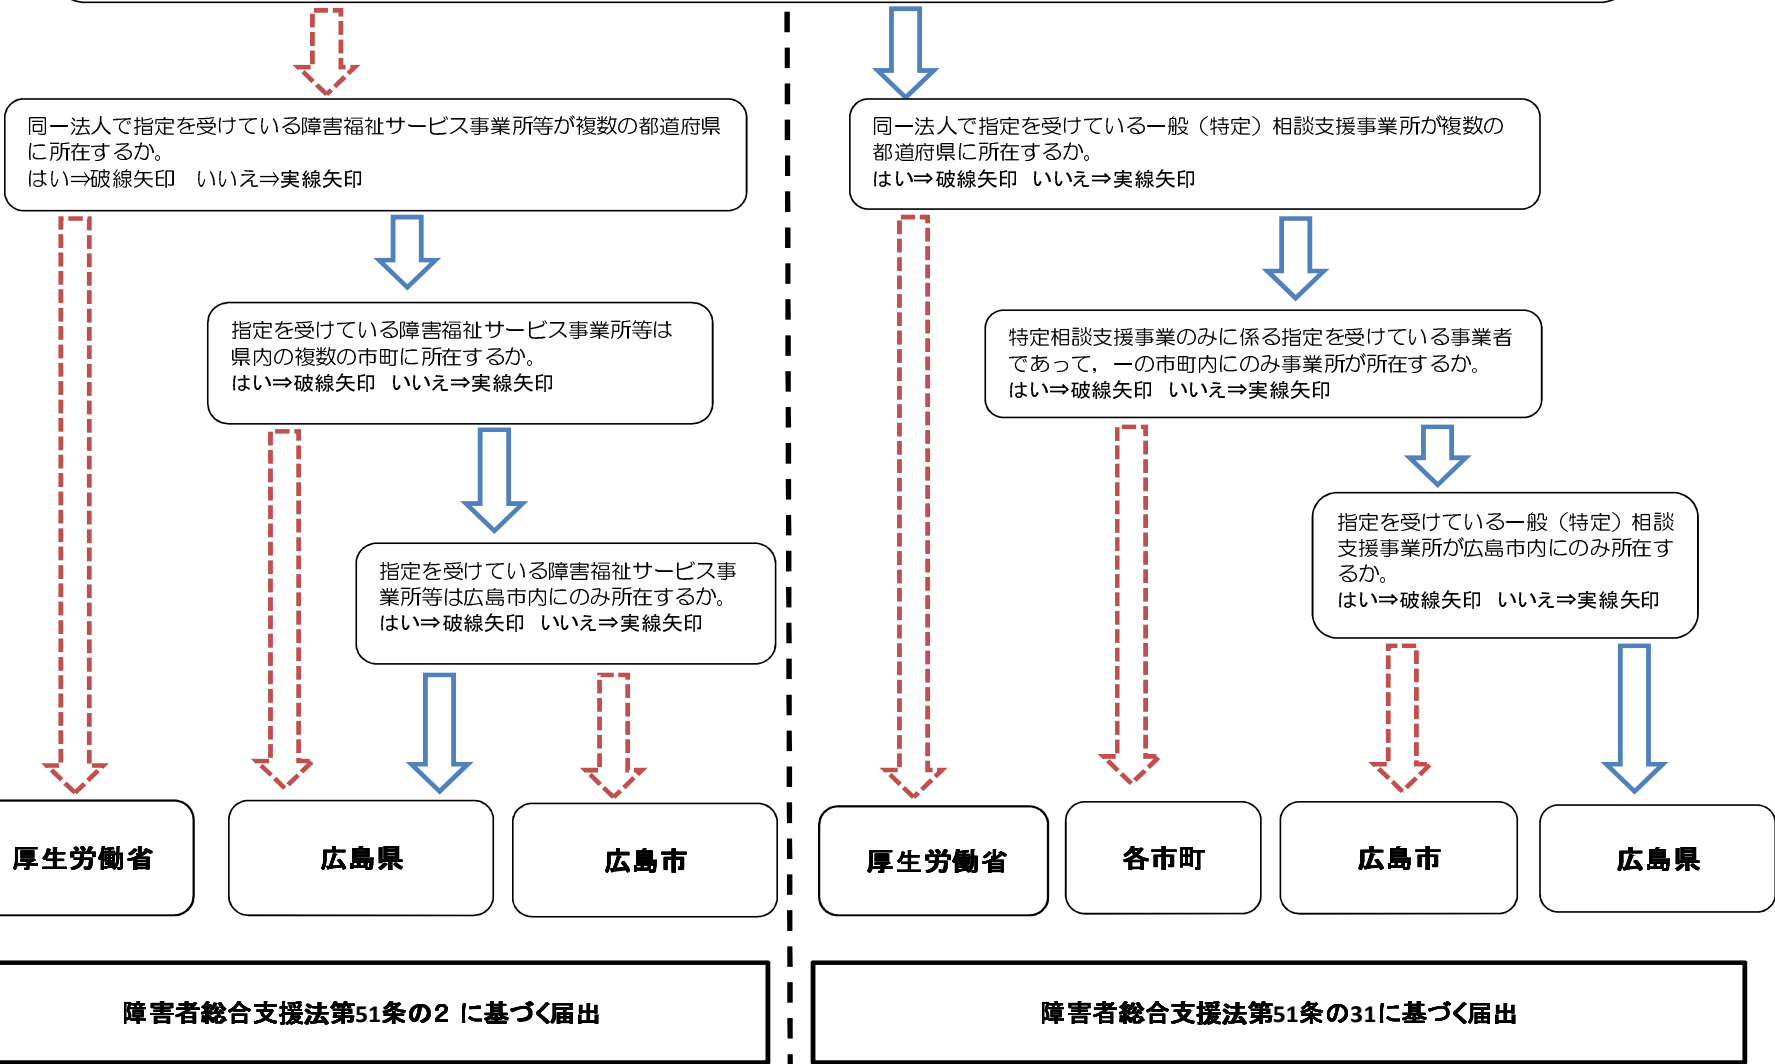 同一法人で指定を受けている障害福祉サービス事業所等が複数の都道府県
に所在するか。
はい⇒破線矢印　いいえ⇒実線矢印
指定を受けている障害福祉サービス事業所等は
県内の複数の市町に所在するか。
はい⇒破線矢印　いいえ⇒実線矢印
指定を受けている障害福祉サービス事
業所等は広島市内にのみ所在するか。
はい⇒破線矢印　いいえ⇒実線矢印
厚生労働省
広島県
広島市
障害者総合支援法第51条の２ に基づく届出
同一法人で指定を受けている一般（特定）相談支援事業所が複数の
都道府県に所在するか。
はい⇒破線矢印　いいえ⇒実線矢印
特定相談支援事業のみに係る指定を受けている事業者
であって，一の市町内にのみ事業所が所在するか。
はい⇒破線矢印　いいえ⇒実線矢印
指定を受けている一般（特定）相談
支援事業所が広島市内にのみ所在す
るか。
はい⇒破線矢印　いいえ⇒実線矢印
厚生労働省
各市町
広島市
広島県
障害者総合支援法第51条の31に基づく届出